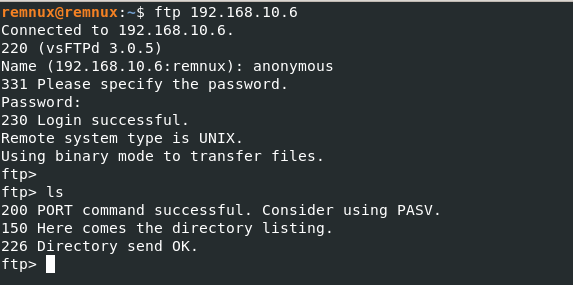 remnux@remnux:~$ ftp 192.168.10.6
Connected to 192.168.10.6.
220 (vsFTPd 3.0.5)
Name (192.168.10.6:remnux): anonymous
331 Please specify the password.
Password:
230 Login successful.
Remote system type is UNIX.
Using binary mode to transfer files.
ftp>
ftp> ls
200 PORT command successful. Consider using PASV.
150 Here comes the directory listing.
226 Directory send OK.
ftp>